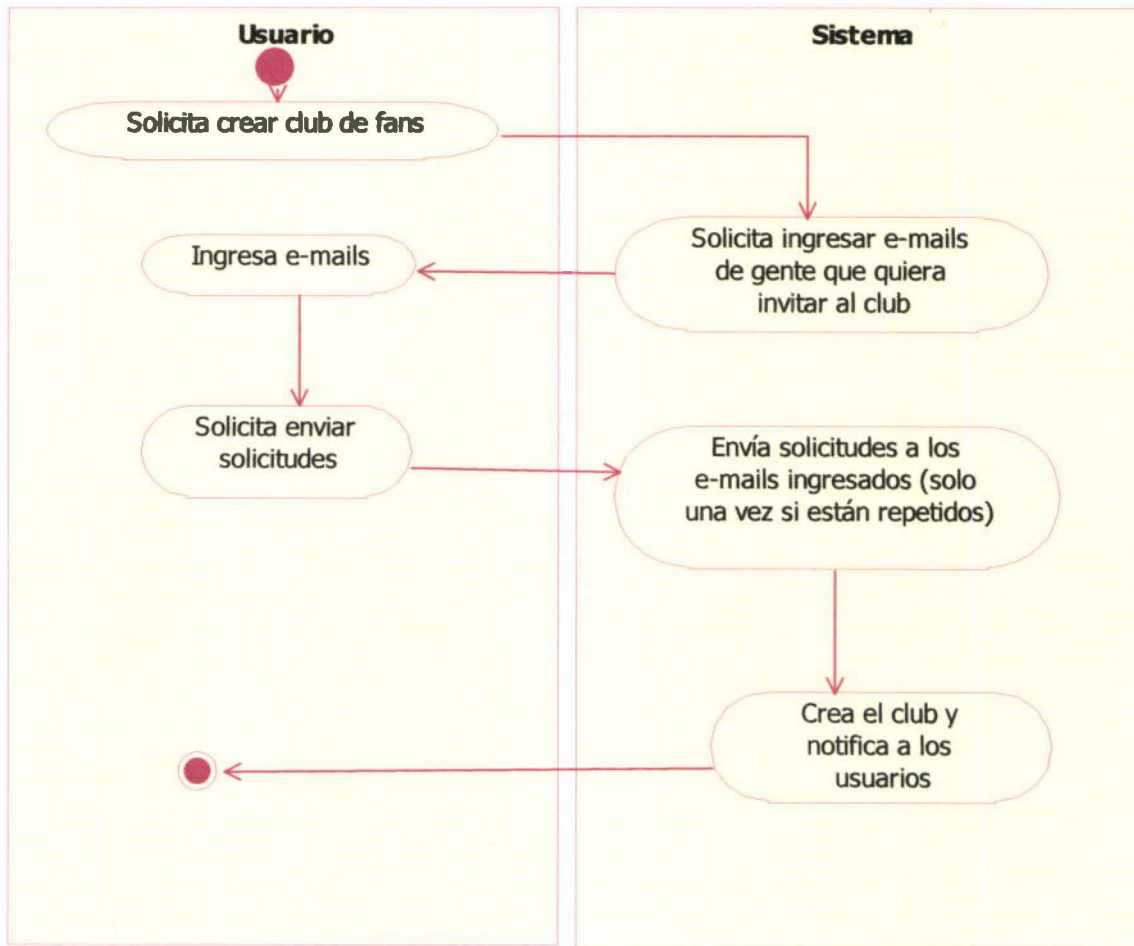 Usuario
Sistema
Solicita crear club de fans
Solicita ingresar e-mails
de gente que quiera
invitar al club
Ingresa e-mails
Solicita enviar
solicitudes
Envía solicitudes a los
e-mails ingresados (solo
una vez si están repetidos)
Crea el club y
notifica a los
usuarios